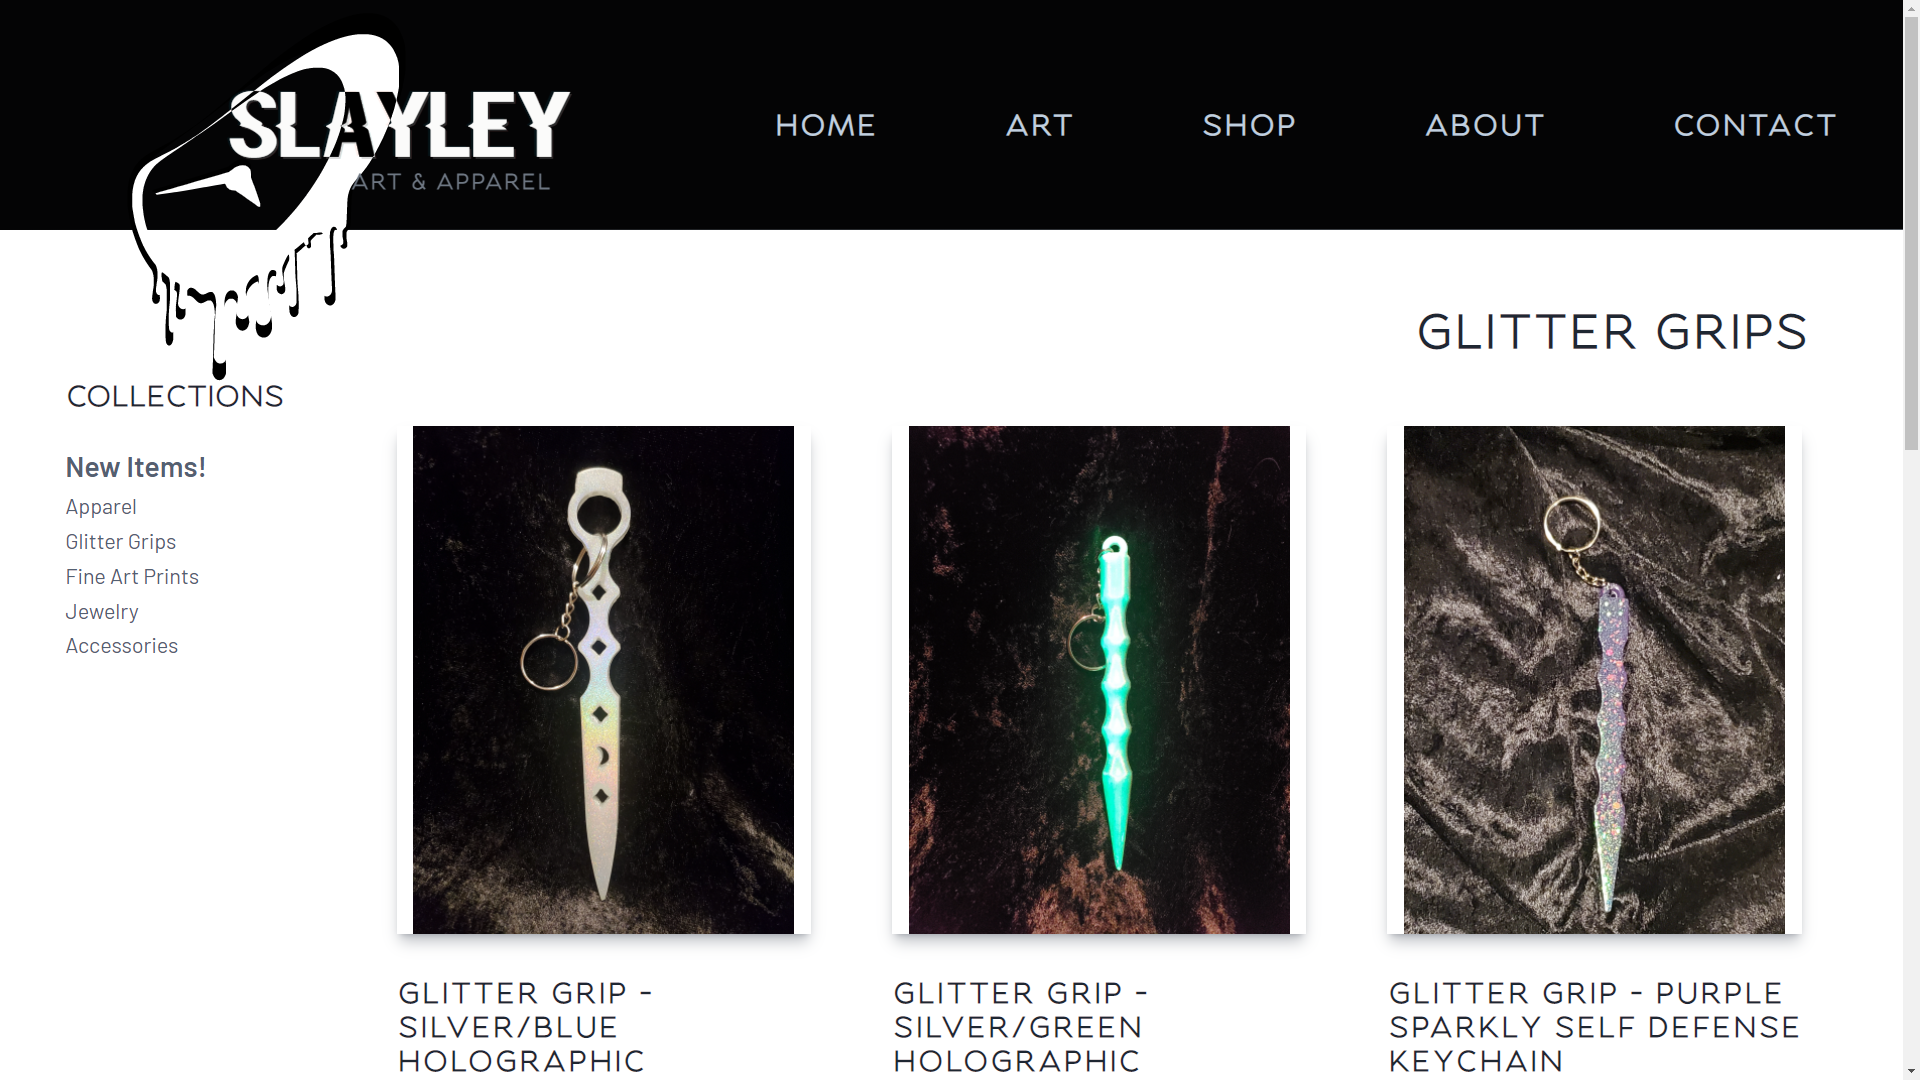 SLAYLEY
ART & APPAREL
HOME
ART
SHOP
ABOUT
CONTACT
GLITTER GRIPS
COLLECTIONS
New Items!
Apparel
Glitter Grips
Fine Art Prints
Jewelry
Accessories
GLITTER GRIP -
SILVER/BLUE
HOLOGRAPHIC
GLITTER GRIP -
SILVER/GREEN
HOLOGRAPHIC
GLITTER GRIP - PURPLE
SPARKLY SELF DEFENSE
KEYCHAIN